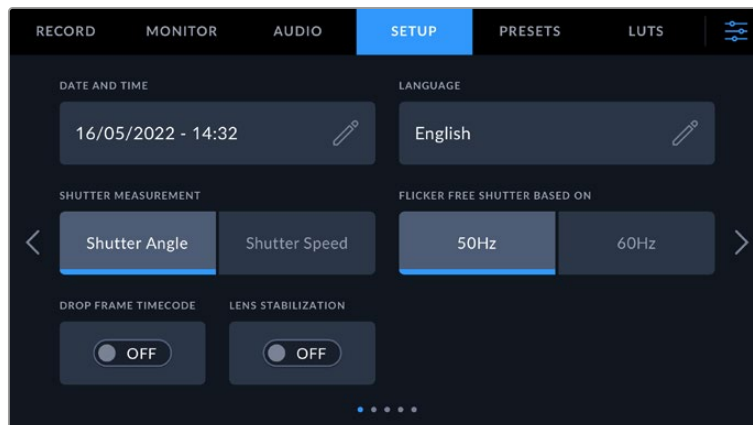 RECORD MONITOR AUDIO SETUP PRESETS LUTS
DATE AND TIME LANGUAGE
16/05/2022 - 14:32 English
SHUTTER MEASUREMENT FLICKER FREE SHUTTER BASED ON
Shutter Angle Shutter Speed 50Hz 60Hz
DROP FRAME TIMECODE LENS STABILIZATION
OFF OFF